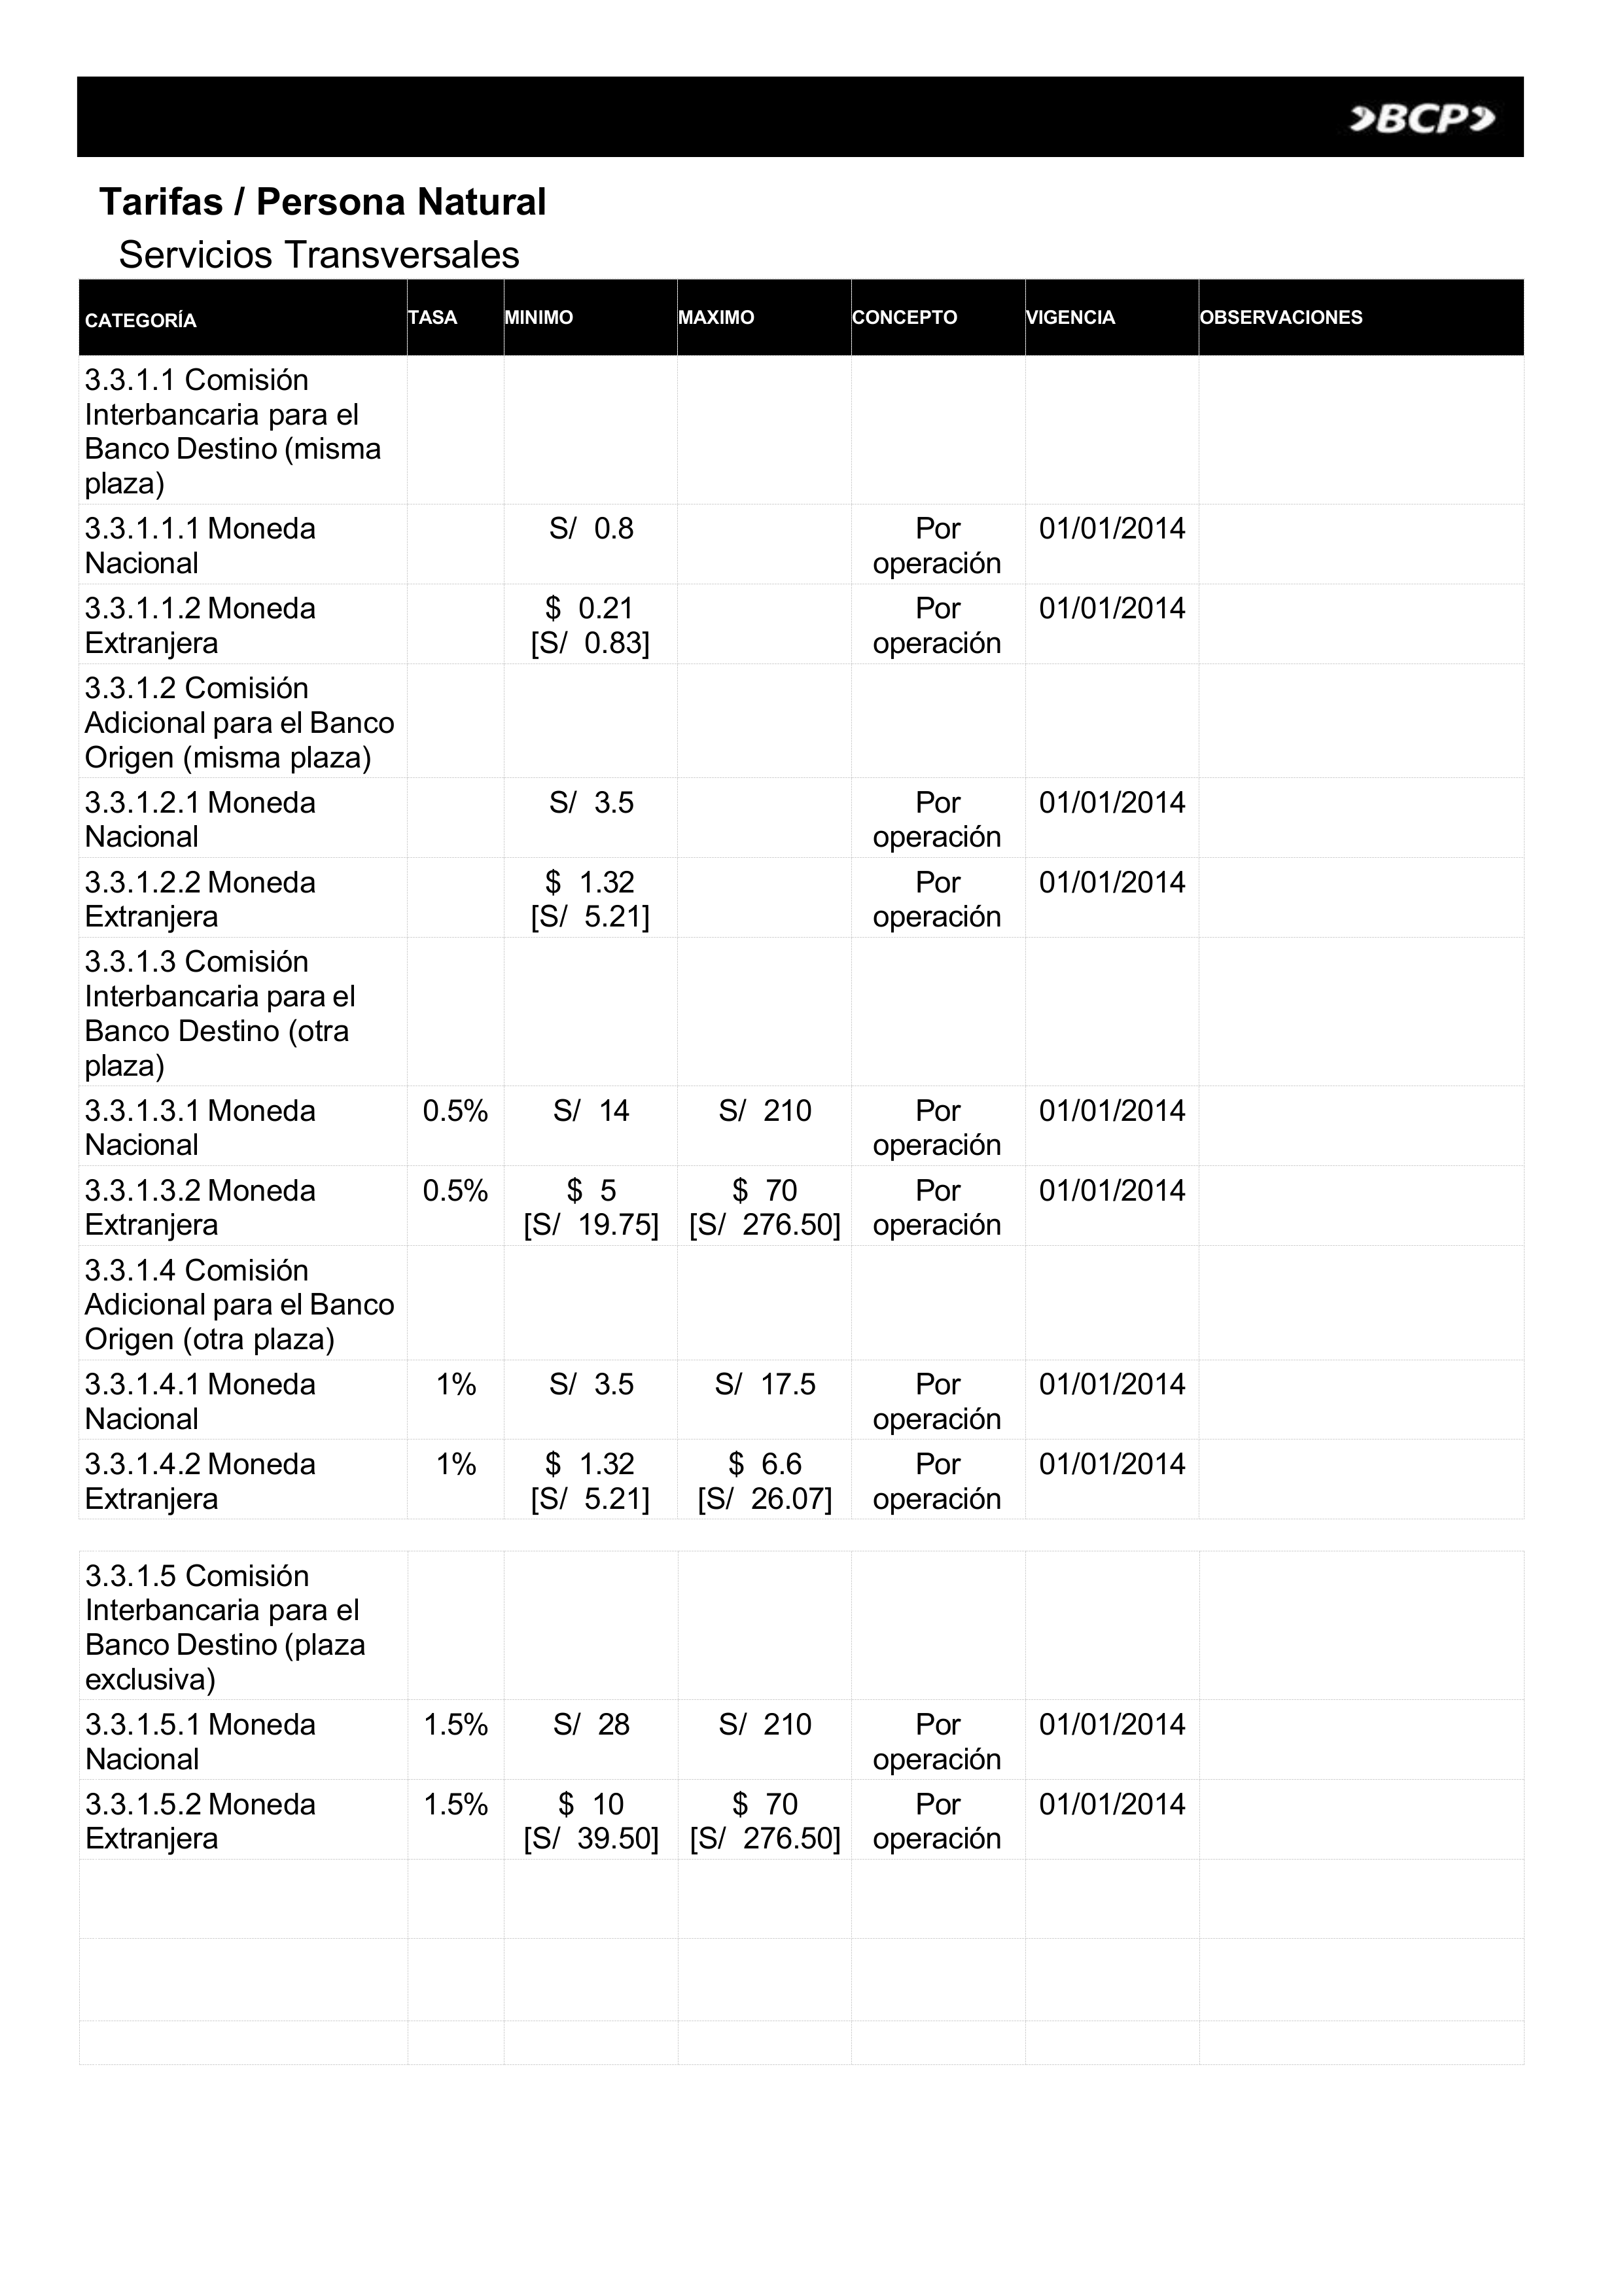 BCP
Tarifas / Persona Natural
Servicios Transversales
CATEGORÍA TASA MINIMO MAXIMO CONCEPTO VIGENCIA OBSERVACIONES
3.3.1.1 Comisión
Interbancaria para el
Banco Destino (misma
plaza)
3.3.1.1.1 Moneda S/ 0.8 Por 01/01/2014
Nacional operación
3.3.1.1.2 Moneda $ 0.21 Por 01/01/2014
Extranjera [S/ 0.83] operación
3.3.1.2 Comisión
Adicional para el Banco
Origen (misma plaza)
3.3.1.2.1 Moneda S/ 3.5 Por 01/01/2014
Nacional operación
3.3.1.2.2 Moneda $ 1.32 Por 01/01/2014
Extranjera [S/ 5.21] operación
3.3.1.3 Comisión
Interbancaria para el
Banco Destino (otra
plaza)
3.3.1.3.1 Moneda 0.5% S/ 14 S/ 210 Por 01/01/2014
Nacional operación
3.3.1.3.2 Moneda 0.5% $ 5 $ 70 Por 01/01/2014
Extranjera [S/ 19.75] [S/ 276.50] operación
3.3.1.4 Comisión
Adicional para el Banco
Origen (otra plaza)
3.3.1.4.1 Moneda 1% S/ 3.5 S/ 17.5 Por 01/01/2014
Nacional operación
3.3.1.4.2 Moneda 1% $ 1.32 $ 6.6 Por 01/01/2014
Extranjera [S/ 5.21] [S/ 26.07] operación
3.3.1.5 Comisión
Interbancaria para el
Banco Destino (plaza
exclusiva)
3.3.1.5.1 Moneda 1.5% S/ 28 S/ 210 Por 01/01/2014
Nacional operación
3.3.1.5.2 Moneda 1.5% $ 10 $ 70 Por 01/01/2014
Extranjera [S/ 39.50] [S/ 276.50] operación